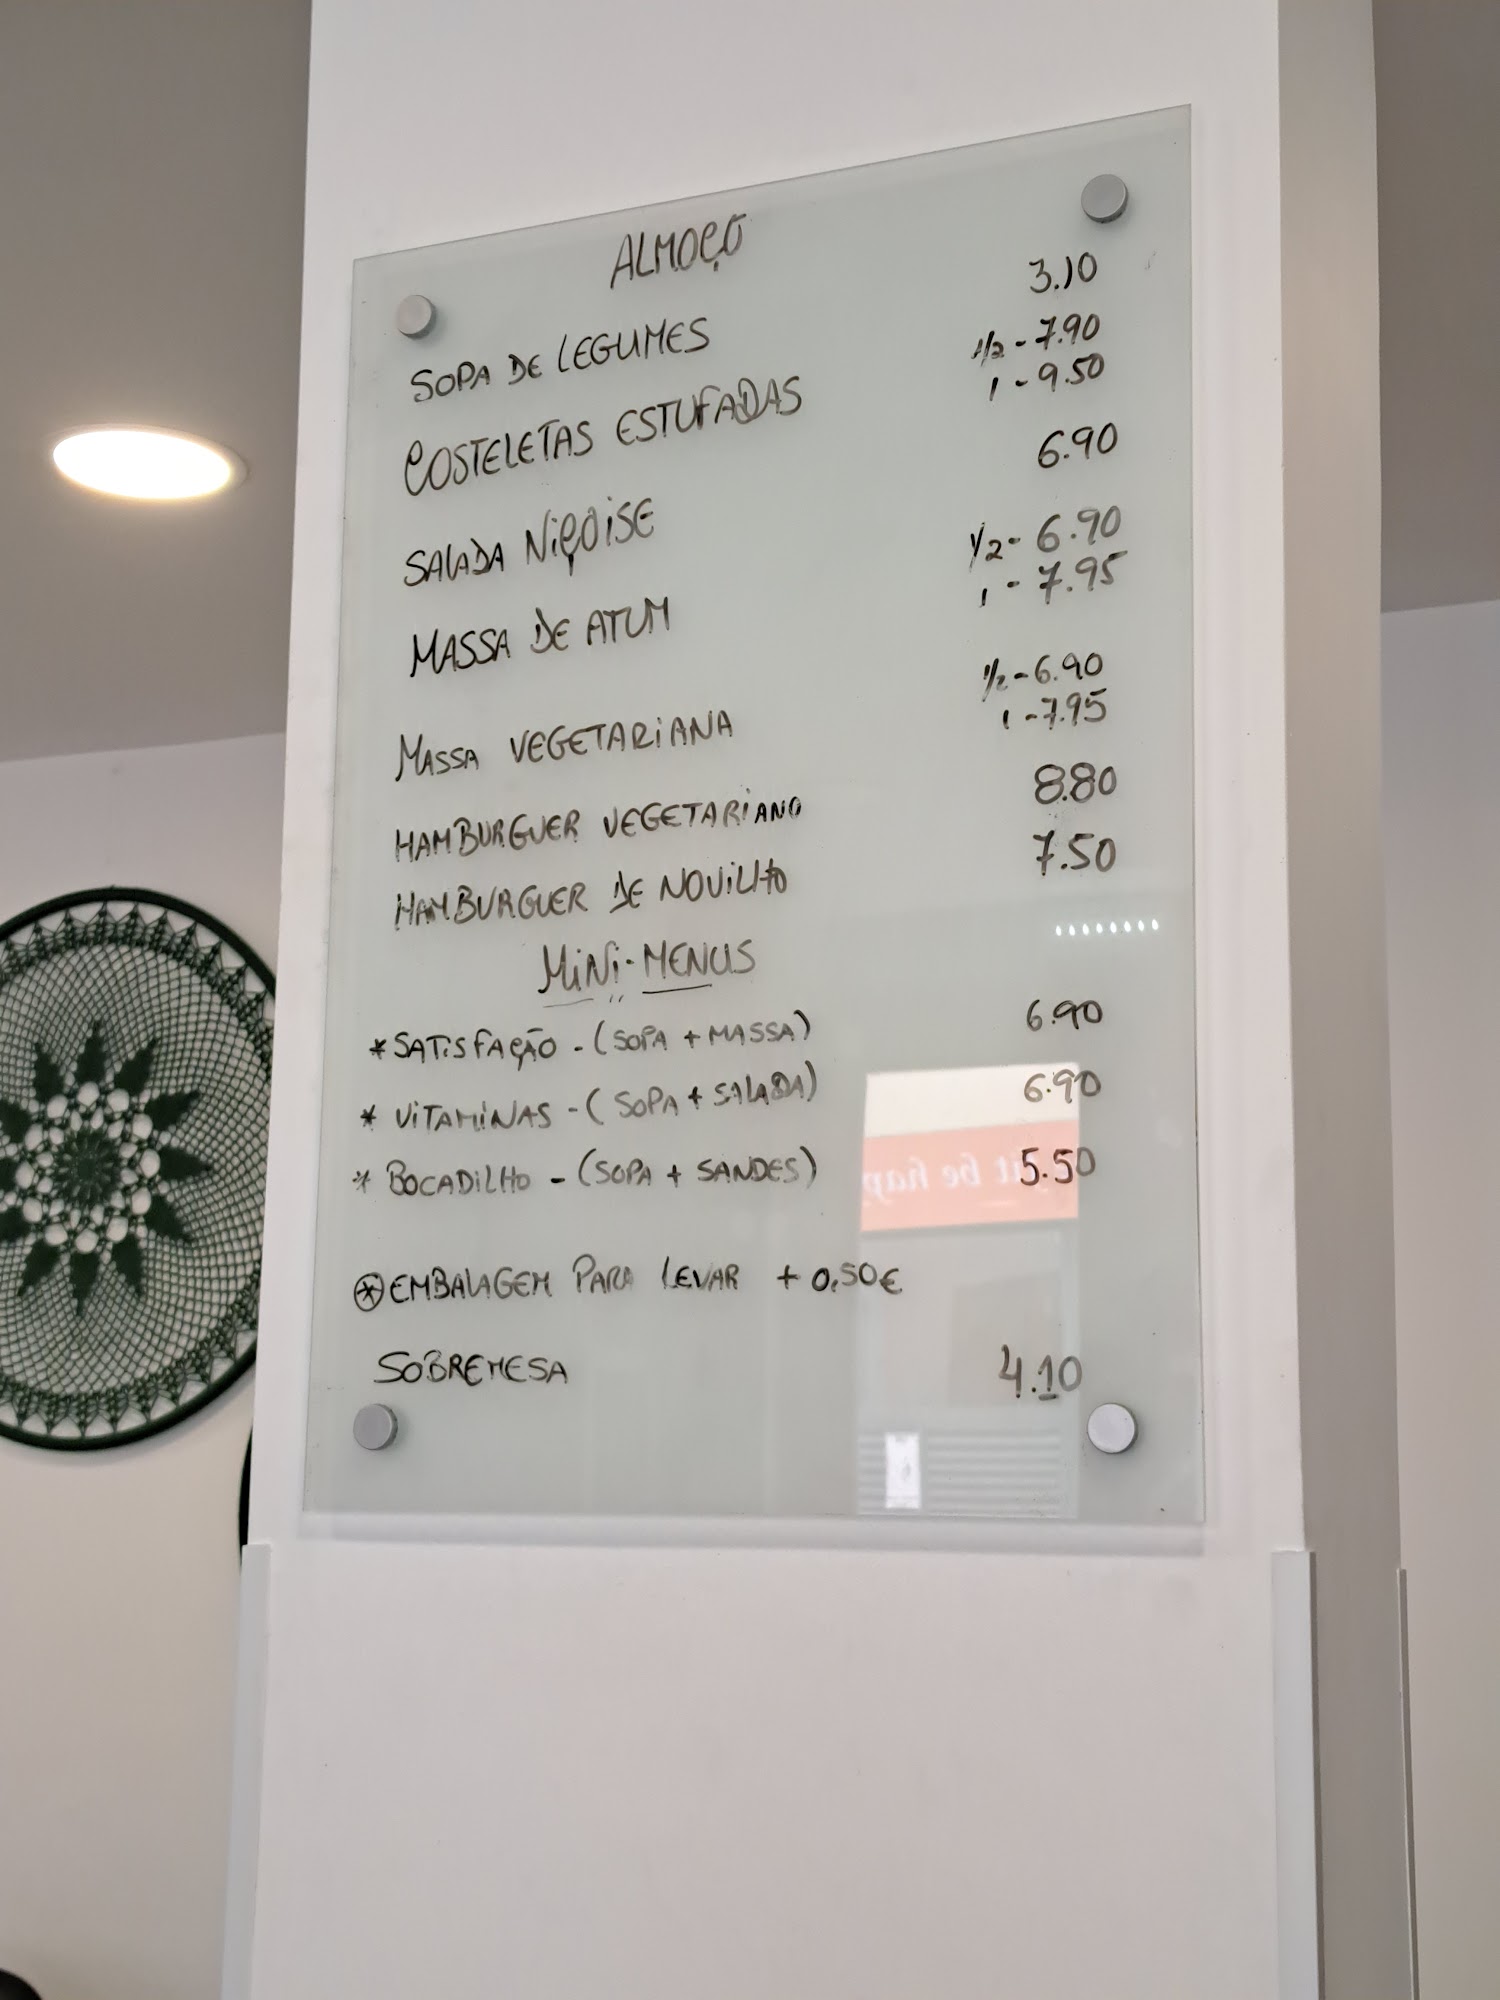 ALMOÇO
SOPA DE LEGUMES 3.10
COSTELETAS ESTUFADAS 1/2 - 7.90
1 - 9.50
SALADA NIÇOISE 6.90
MASSA DE ATUM 1/2 - 6.90
1 - 7.95
MASSA VEGETARIANA 1/2 - 6.90
1 - 7.95
HAMBURGUER VEGETARIANO 8.80
HAMBURGUER DE NOVILHO 7.50
MINI-MENUS
* SATISFAÇÃO - (SOPA + MASSA) 6.90
* VITAMINAS - (SOPA + SALADA) 6.90
* BOCADILHO - (SOPA + SANDES) 5.50
⊛ EMBALAGEM PARA LEVAR + 0,50€
SOBREMESA 4.10